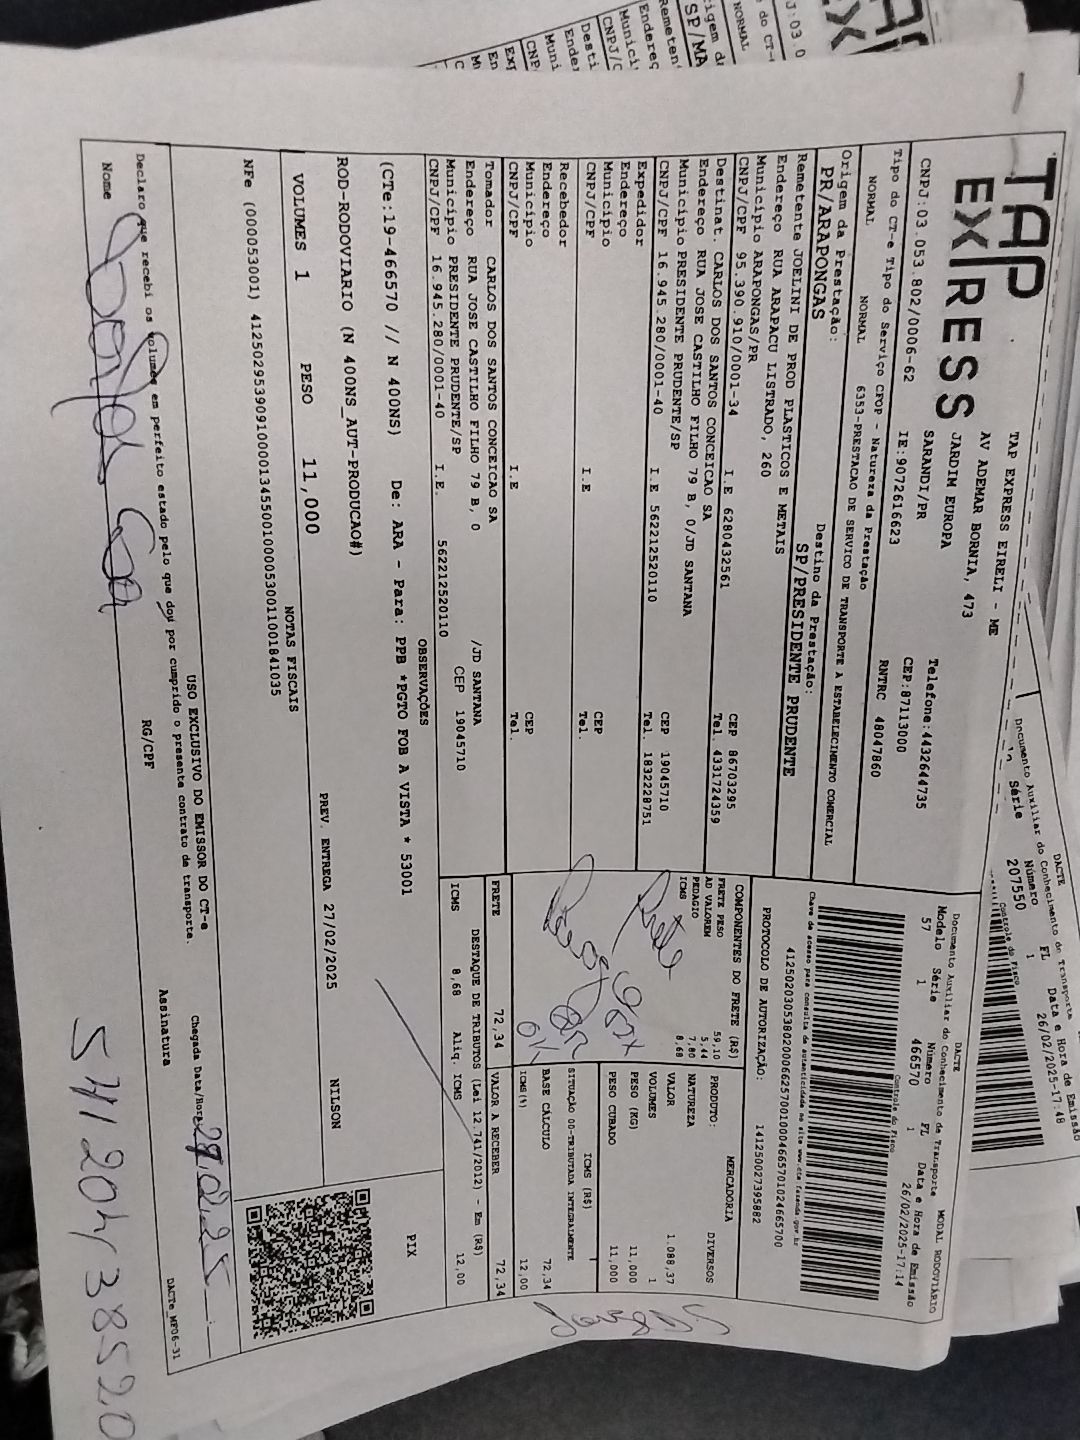 TAP
EXPRESS
TAP EXPRESS EIRELI - ME
AV ADEMAR BORNIA, 473
JARDIM EUROPA
SARANDI/PR
CNPJ:03.053.802/0006-62
IE:9072616623
Telefone:4432644735
CEP:87113000
RNTRC 48047860
Tipo do CT-e Tipo do Serviço CFOP - Natureza da Prestação
NORMAL NORMAL 6353-PRESTACAO DE SERVICO DE TRANSPORTE A ESTABELECIMENTO COMERCIAL
Origem da Prestação: Destino da Prestação:
PR/ARAPONGAS SP/PRESIDENTE PRUDENTE
Remetente JOELINI DE PROD PLASTICOS E METAIS
Endereço RUA ARAPACU LISTRADO, 260
Município ARAPONGAS/PR CEP 86703295
CNPJ/CPF 95.390.910/0001-34 I.E 6280432561 Tel. 4331724359
Destinat. CARLOS DOS SANTOS CONCEICAO SA
Endereço RUA JOSE CASTILHO FILHO 79 B, 0/JD SANTANA
Município PRESIDENTE PRUDENTE/SP CEP 19045710
CNPJ/CPF 16.945.280/0001-40 I.E 562212520110 Tel. 1832228751
Expedidor
Endereço
Município CEP
CNPJ/CPF I.E Tel.
Recebedor
Endereço
Município CEP
CNPJ/CPF I.E Tel.
Tomador CARLOS DOS SANTOS CONCEICAO SA
Endereço RUA JOSE CASTILHO FILHO 79 B, 0 /JD SANTANA
Município PRESIDENTE PRUDENTE/SP CEP 19045710
CNPJ/CPF 16.945.280/0001-40 I.E. 562212520110
OBSERVAÇÕES
(CTe:19-466570 // N 400NS) De: ARA - Para: PPB *PGTO FOB A VISTA * 53001
ROD-RODOVIARIO (N 400NS_AUT-PRODUCAO#)
VOLUMES 1 PESO 11,000 PREV. ENTREGA 27/02/2025 NILSON
NOTAS FISCAIS
NFe (000053001) 41250295390910000134550010000530011001841035
USO EXCLUSIVO DO EMISSOR DO CT-e
Declaro que recebi os volumes em perfeito estado pelo que dou por cumprido o presente contrato de transporte.
Nome RG/CPF Assinatura
Chegada Data/Hora
DACTE_MF06-31
DACTE MODAL RODOVIÁRIO
Documento Auxiliar do Conhecimento de Transporte
Modelo Série Número FL Data e Hora de Emissão
57 1 466570 1 26/02/2025-17:14
Controle do Fisco
Chave de acesso para consulta de autenticidade no site www.cte.fazenda.gov.br
41250203053802000662570010004665701024665700
PROTOCOLO DE AUTORIZAÇÃO: 141250027395882
COMPONENTES DO FRETE (R$)
FRETE PESO 59,10
AD VALOREM 5,44
PEDAGIO 7,80
ICMS 8,68
MERCADORIA
PRODUTO: DIVERSOS
NATUREZA
VALOR 1.088,37
VOLUMES 1
PESO (KG) 11,000
PESO CUBADO 11,000
ICMS (R$)
SITUAÇÃO 00-TRIBUTADA INTEGRALMENTE
BASE CÁLCULO 72,34
ICMS(%) 12,00
FRETE 72,34 VALOR A RECEBER 72,34
DESTAQUE DE TRIBUTOS (Lei 12.741/2012) - Em (R$)
ICMS 8,68 Aliq. ICMS 12,00
PIX
DACTE
Documento Auxiliar do Conhecimento de Transporte
Série Número FL Data e Hora de Emissão
207550 1 26/02/2025-17:48
Controle do Fisco